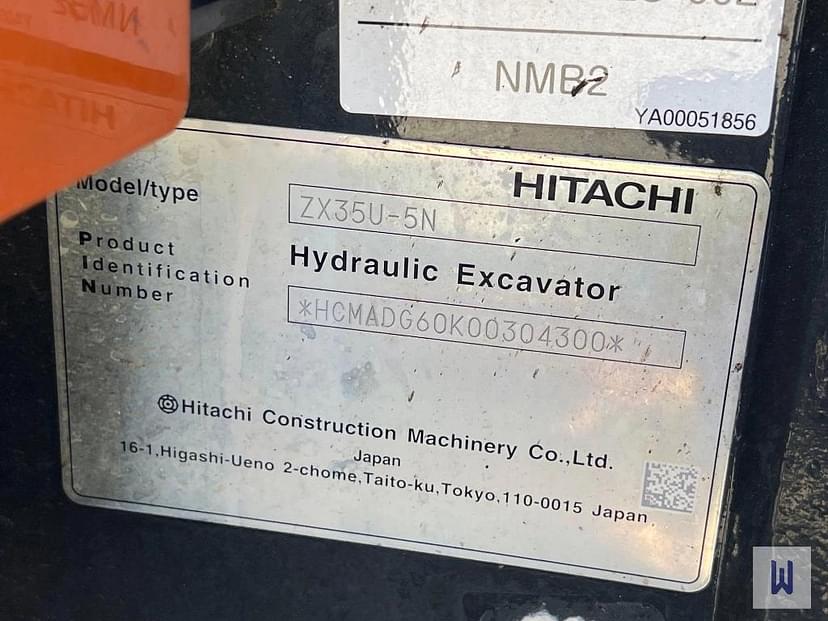 NMB2
YA00051856
HITACHI
Model/type
ZX35U-5N
Hydraulic Excavator
Product
Identification
Number
*HCMADG60K00304300*
Hitachi Construction Machinery Co.,Ltd.
Japan
16-1,Higashi-Ueno 2-chome,Taito-ku,Tokyo,110-0015 Japan
W